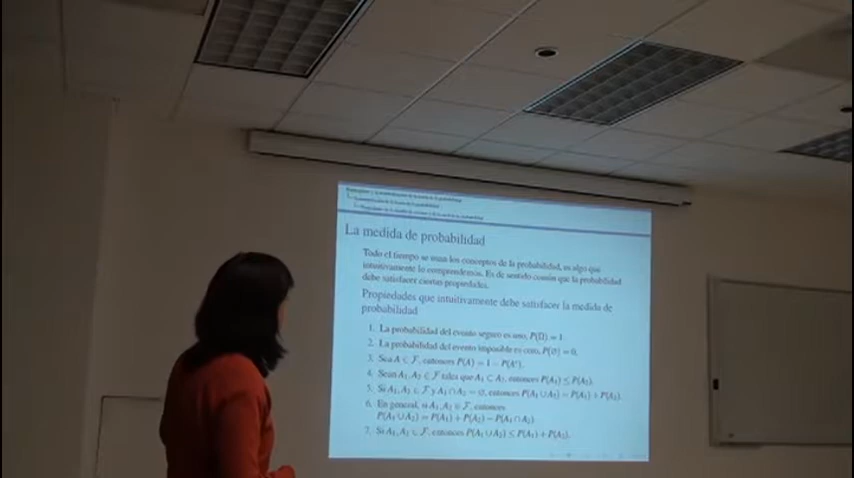 La medida de probabilidad
Todo el tiempo se usan los conceptos de la probabilidad, es algo que
intuitivamente lo comprendemos. Es de sentido común que la probabilidad
debe satisfacer ciertas propiedades.
Propiedades que intuitivamente debe satisfacer la medida de
probabilidad
1. La probabilidad del evento seguro es uno, P(Ω) = 1.
2. La probabilidad del evento imposible es cero, P(∅) = 0.
3. Sea A ∈ F, entonces P(A) = 1 − P(Aᶜ).
4. Sean A₁, A₂ ∈ F tales que A₁ ⊂ A₂, entonces P(A₁) ≤ P(A₂).
5. Si A₁, A₂ ∈ F y A₁ ∩ A₂ = ∅, entonces P(A₁ ∪ A₂) = P(A₁) + P(A₂).
6. En general, si A₁, A₂ ∈ F, entonces
P(A₁ ∪ A₂) = P(A₁) + P(A₂) − P(A₁ ∩ A₂).
7. Si A₁, A₂ ∈ F, entonces P(A₁ ∪ A₂) ≤ P(A₁) + P(A₂).